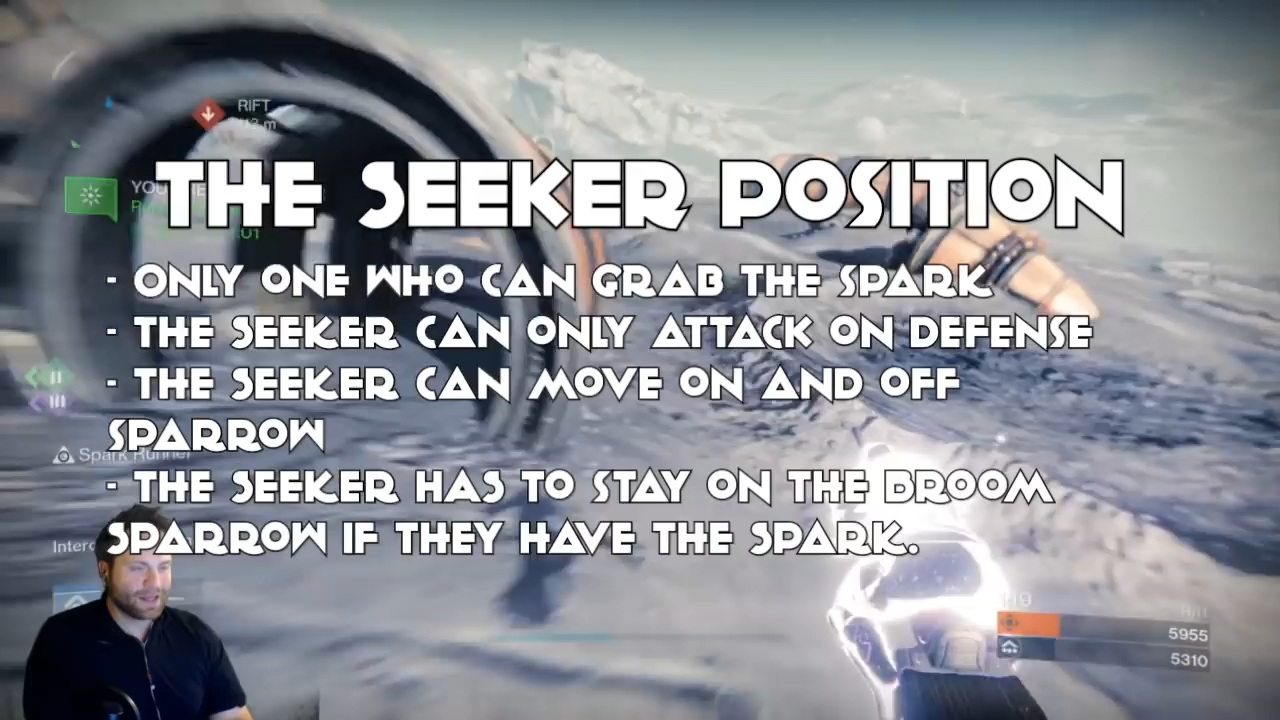 RIFT
THE SEEKER POSITION
- ONLY ONE WHO CAN GRAB THE SPARK
- THE SEEKER CAN ONLY ATTACK ON DEFENSE
- THE SEEKER CAN MOVE ON AND OFF
SPARROW
Spark Runner
- THE SEEKER HAS TO STAY ON THE BROOM
SPARROW IF THEY HAVE THE SPARK.
5955
5310